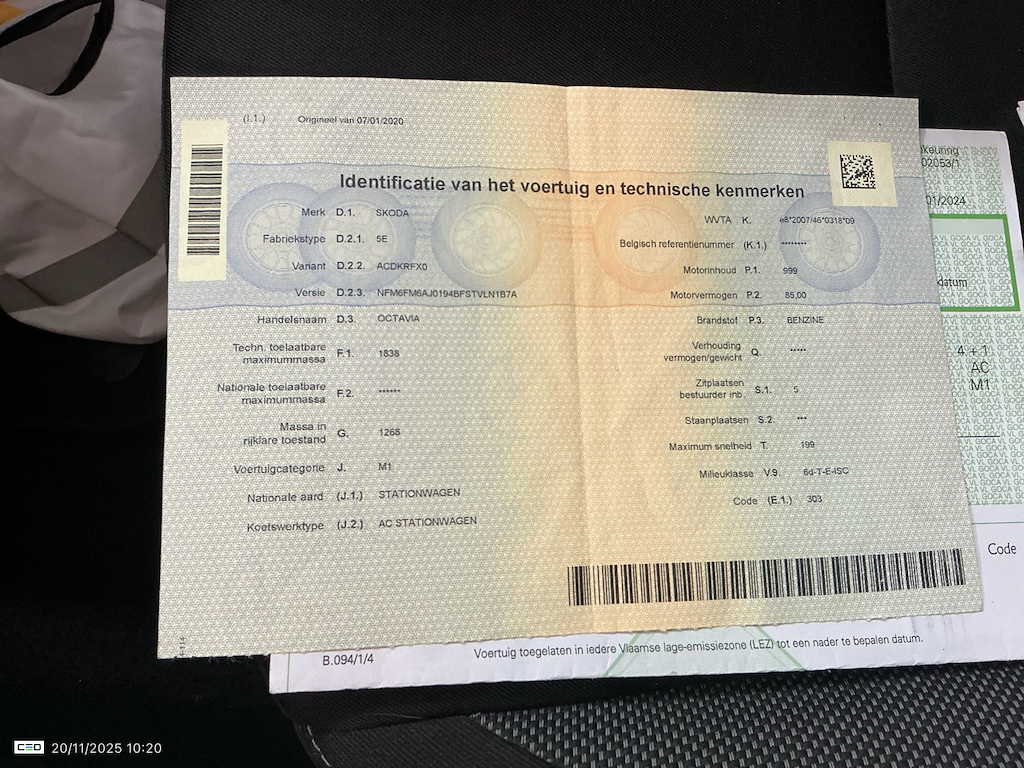 (I.1.) Origineel van 07/01/2020
Identificatie van het voertuig en technische kenmerken
Merk D.1. SKODA
Fabriekstype D.2.1. 5E
Variant D.2.2. ACDKRFX0
Versie D.2.3. NFM6FM6AJ0194BFSTVLN1B7A
Handelsnaam D.3. OCTAVIA
Techn. toelaatbare
maximummassa F.1. 1838
Nationale toelaatbare
maximummassa F.2. ******
Massa in
rijklare toestand G. 1268
Voertuigcategorie J. M1
Nationale aard (J.1.) STATIONWAGEN
Koetswerktype (J.2.) AC STATIONWAGEN
WVTA K. e8*2007/46*0318*09
Belgisch referentienummer (K.1.) ********
Motorinhoud P.1. 999
Motorvermogen P.2. 85,00
Brandstof P.3. BENZINE
Verhouding
vermogen/gewicht Q. *****
Zitplaatsen
bestuurder inb. S.1. 5
Staanplaatsen S.2. ***
Maximum snelheid T. 199
Milieuklasse V.9. 6d-T-E-ISC
Code (E.1.) 303
keuring
02053/1
01/2024
datum
4 + 1
AC
M1
Code
B.094/1/4
Voertuig toegelaten in iedere Vlaamse lage-emissiezone (LEZ) tot een nader te bepalen datum.
CEO 20/11/2025 10:20